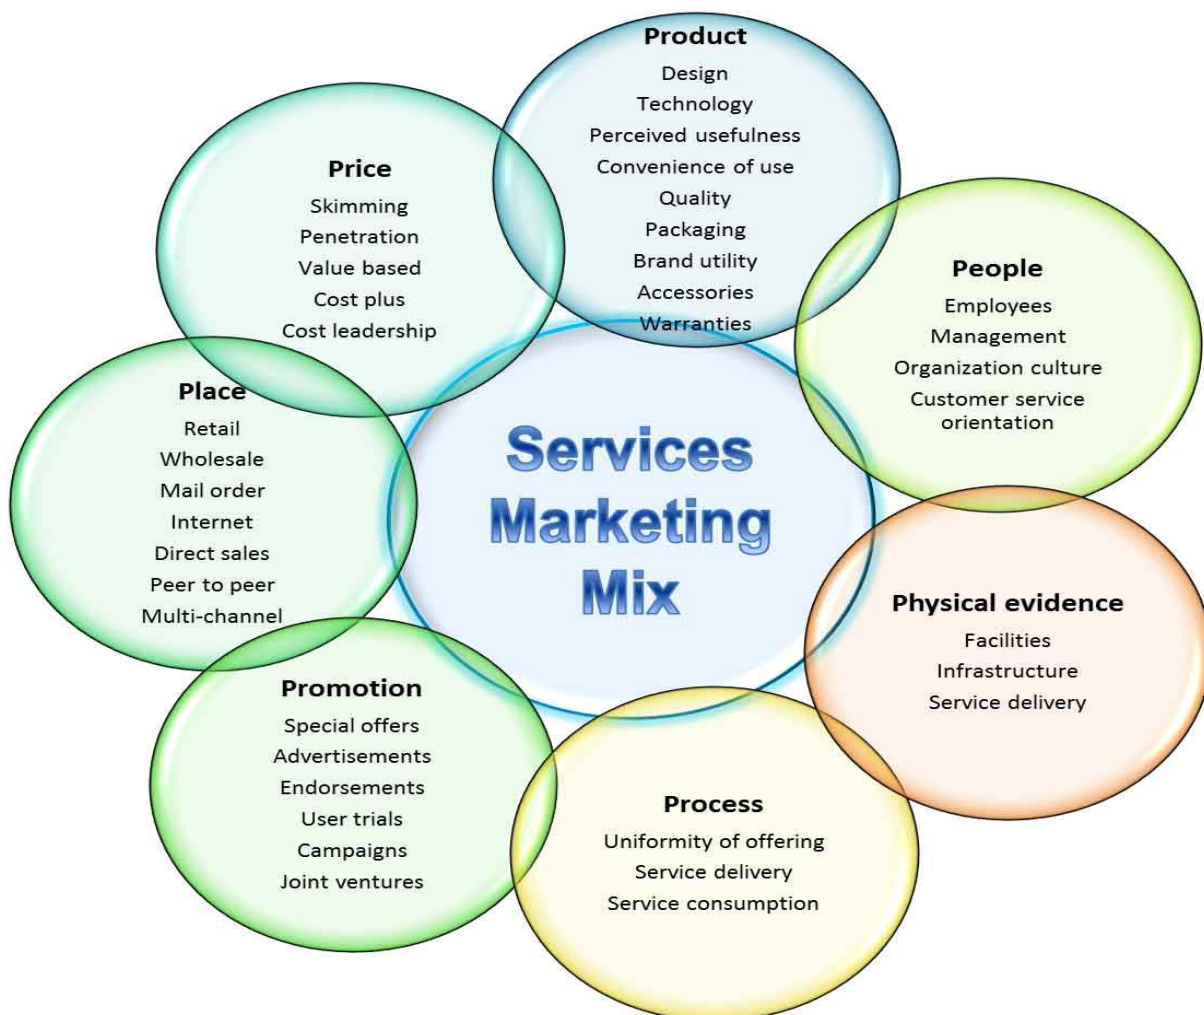 Product
Design
Technology
Perceived usefulness
Convenience of use
Quality
Packaging
Brand utility
Accessories
Warranties
Price
Skimming
Penetration
Value based
Cost plus
Cost leadership
People
Employees
Management
Organization culture
Customer service
orientation
Place
Retail
Wholesale
Mail order
Internet
Direct sales
Peer to peer
Multi-channel
Services
Marketing
Mix
Physical evidence
Facilities
Infrastructure
Service delivery
Promotion
Special offers
Advertisements
Endorsements
User trials
Campaigns
Joint ventures
Process
Uniformity of offering
Service delivery
Service consumption